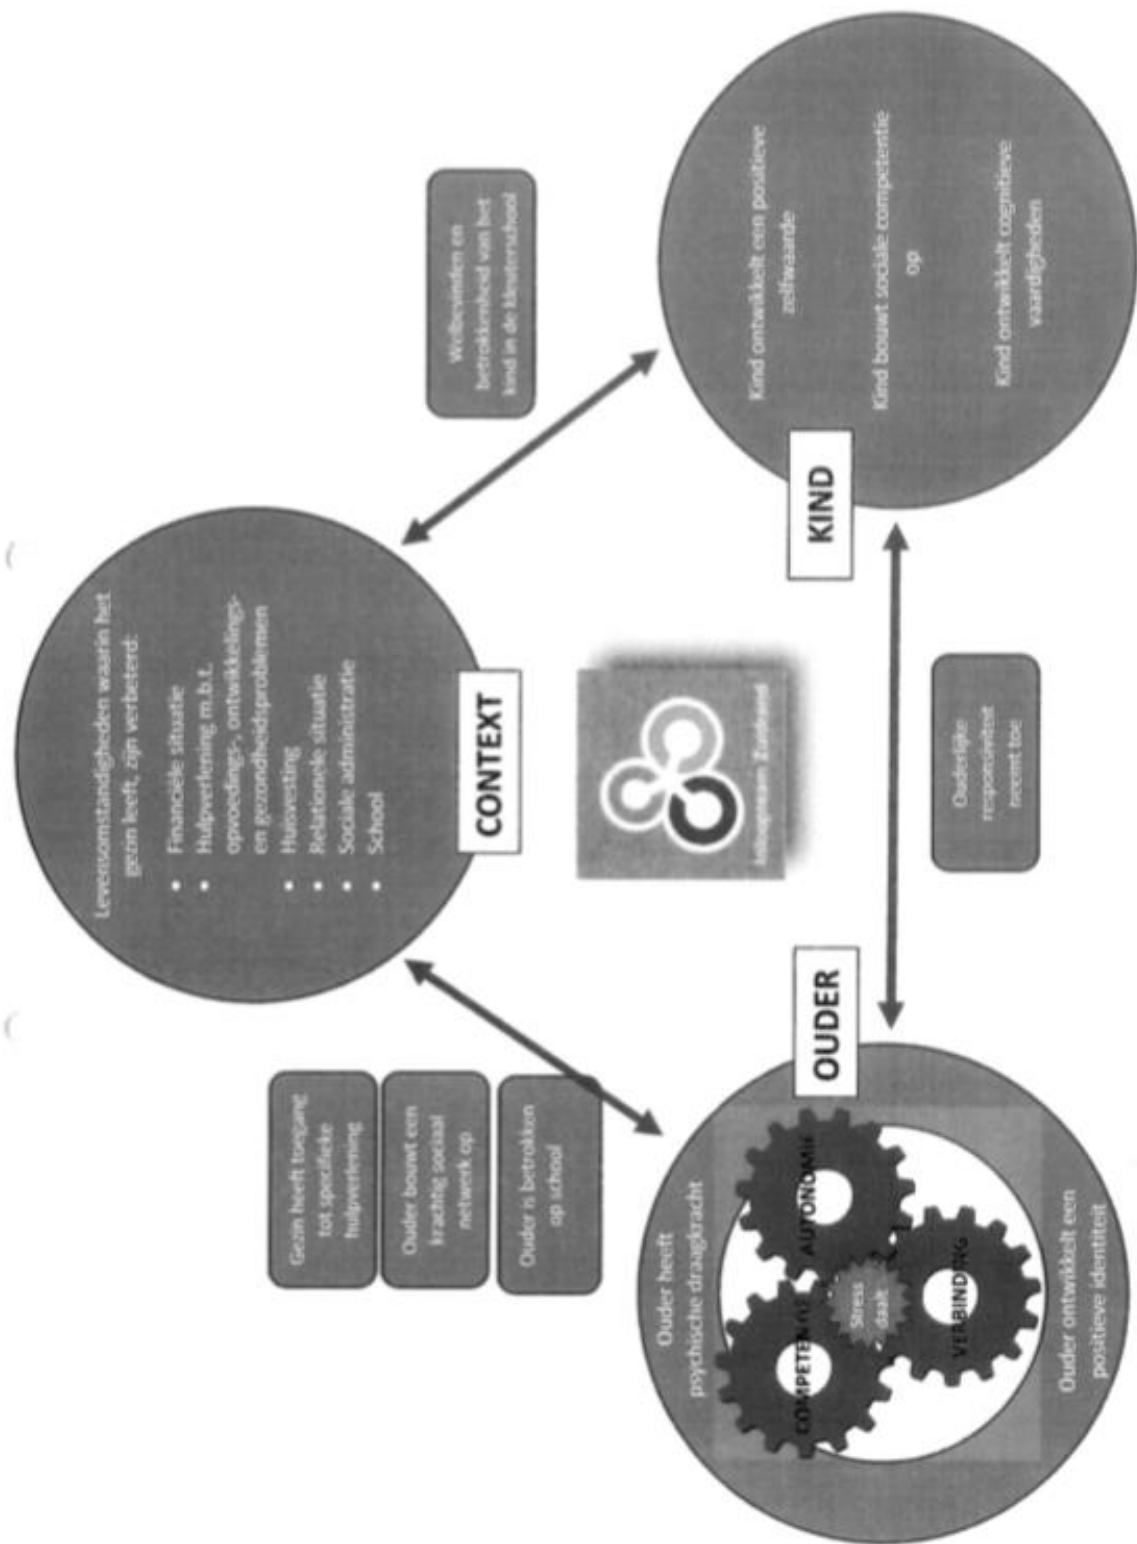 Levensomstandigheden waarin het
gezin leeft, zijn verbeterd:
• Financiële situatie
• Hulpverlening m.b.t.
opvoedings-, ontwikkelings-
en gezondheidsproblemen
• Huisvesting
• Relationele situatie
• Sociale administratie
• School
CONTEXT
Gezin heeft toegang
tot specifieke
hulpverlening
Ouder bouwt een
krachtig sociaal
netwerk op
Ouder is betrokken
op school
Welbevinden en
betrokkenheid van het
kind in de kleuterschool
OUDER
Ouder heeft
psychische draagkracht
COMPETENTIE
AUTONOMIE
Stress
daalt
VERBINDING
Ouder ontwikkelt een
positieve identiteit
Ouderlijke
responsiviteit
neemt toe
KIND
Kind ontwikkelt een positieve
zelfwaarde
Kind bouwt sociale competentie
op
Kind ontwikkelt cognitieve
vaardigheden